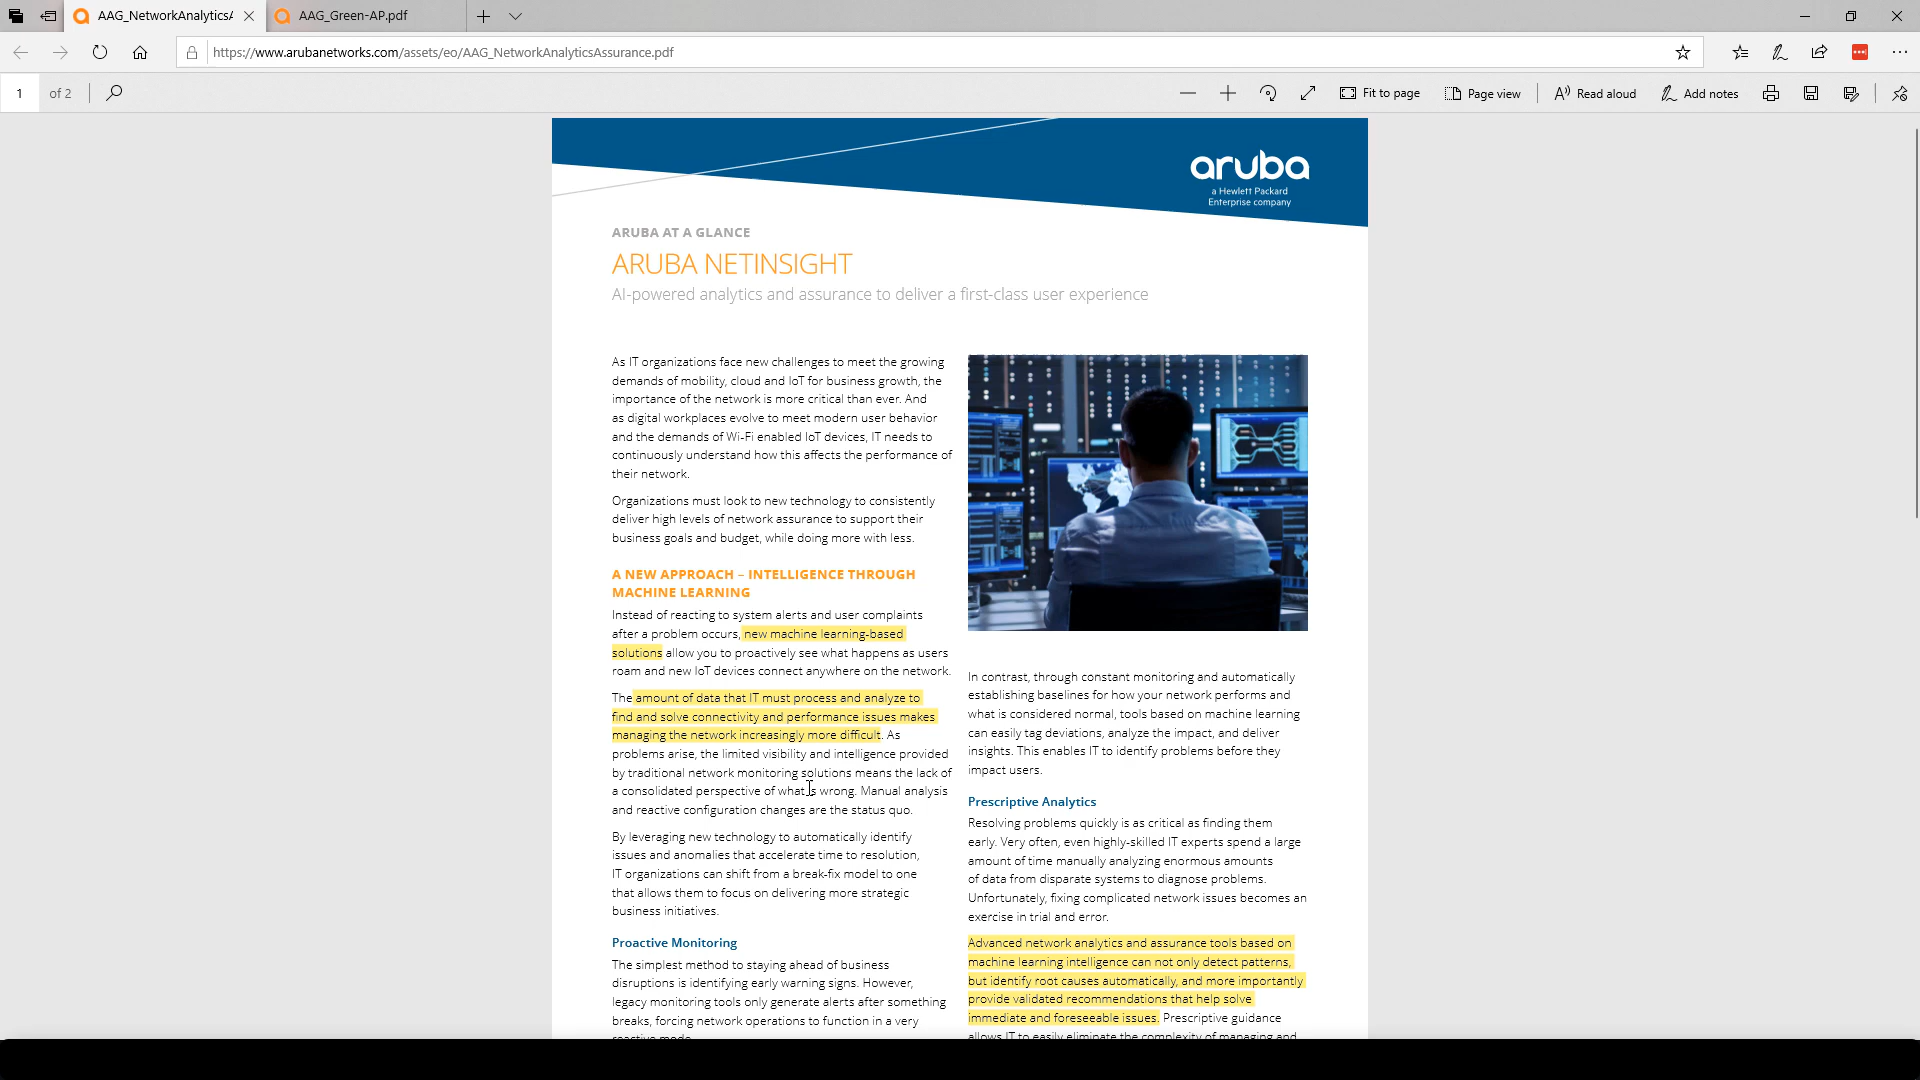 AAG_NetworkAnalyticsA
AAG_Green-AP.pdf
https://www.arubanetworks.com/assets/eo/AAG_NetworkAnalyticsAssurance.pdf
1 of 2
Fit to page
Page view
Read aloud
Add notes
aruba
a Hewlett Packard
Enterprise company
ARUBA AT A GLANCE
ARUBA NETINSIGHT
AI-powered analytics and assurance to deliver a first-class user experience
As IT organizations face new challenges to meet the growing
demands of mobility, cloud and IoT for business growth, the
importance of the network is more critical than ever. And
as digital workplaces evolve to meet modern user behavior
and the demands of Wi-Fi enabled IoT devices, IT needs to
continuously understand how this affects the performance of
their network.
Organizations must look to new technology to consistently
deliver high levels of network assurance to support their
business goals and budget, while doing more with less.
A NEW APPROACH – INTELLIGENCE THROUGH
MACHINE LEARNING
Instead of reacting to system alerts and user complaints
after a problem occurs, new machine learning-based
solutions allow you to proactively see what happens as users
roam and new IoT devices connect anywhere on the network.
The amount of data that IT must process and analyze to
find and solve connectivity and performance issues makes
managing the network increasingly more difficult. As
problems arise, the limited visibility and intelligence provided
by traditional network monitoring solutions means the lack of
a consolidated perspective of what is wrong. Manual analysis
and reactive configuration changes are the status quo.
By leveraging new technology to automatically identify
issues and anomalies that accelerate time to resolution,
IT organizations can shift from a break-fix model to one
that allows them to focus on delivering more strategic
business initiatives.
Proactive Monitoring
The simplest method to staying ahead of business
disruptions is identifying early warning signs. However,
legacy monitoring tools only generate alerts after something
breaks, forcing network operations to function in a very
reactive mode.
In contrast, through constant monitoring and automatically
establishing baselines for how your network performs and
what is considered normal, tools based on machine learning
can easily tag deviations, analyze the impact, and deliver
insights. This enables IT to identify problems before they
impact users.
Prescriptive Analytics
Resolving problems quickly is as critical as finding them
early. Very often, even highly-skilled IT experts spend a large
amount of time manually analyzing enormous amounts
of data from disparate systems to diagnose problems.
Unfortunately, fixing complicated network issues becomes an
exercise in trial and error.
Advanced network analytics and assurance tools based on
machine learning intelligence can not only detect patterns,
but identify root causes automatically, and more importantly
provide validated recommendations that help solve
immediate and foreseeable issues. Prescriptive guidance
allows IT to easily eliminate the complexity of managing and